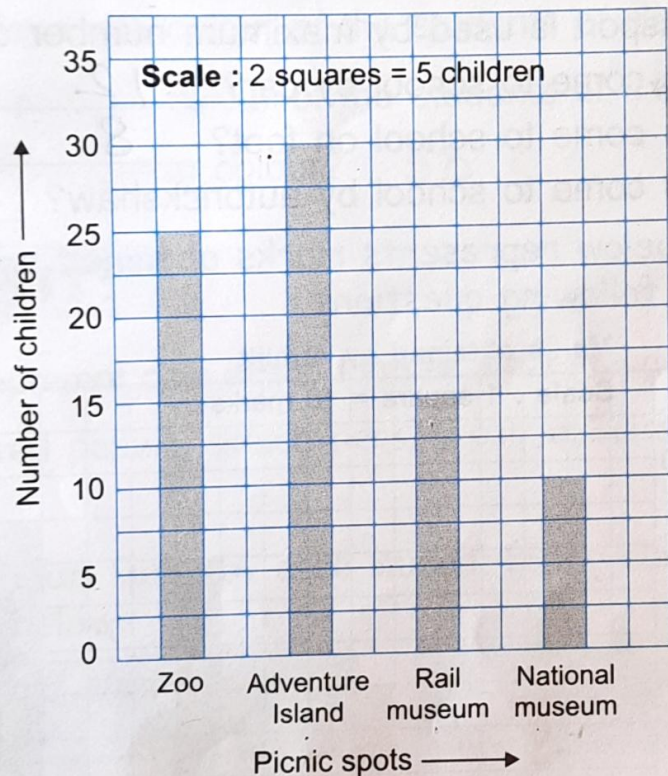 35
Scale : 2 squares = 5 children
30
25
20
15
10
5
0
Number of children
Zoo
Adventure
Island
Rail
museum
National
museum
Picnic spots